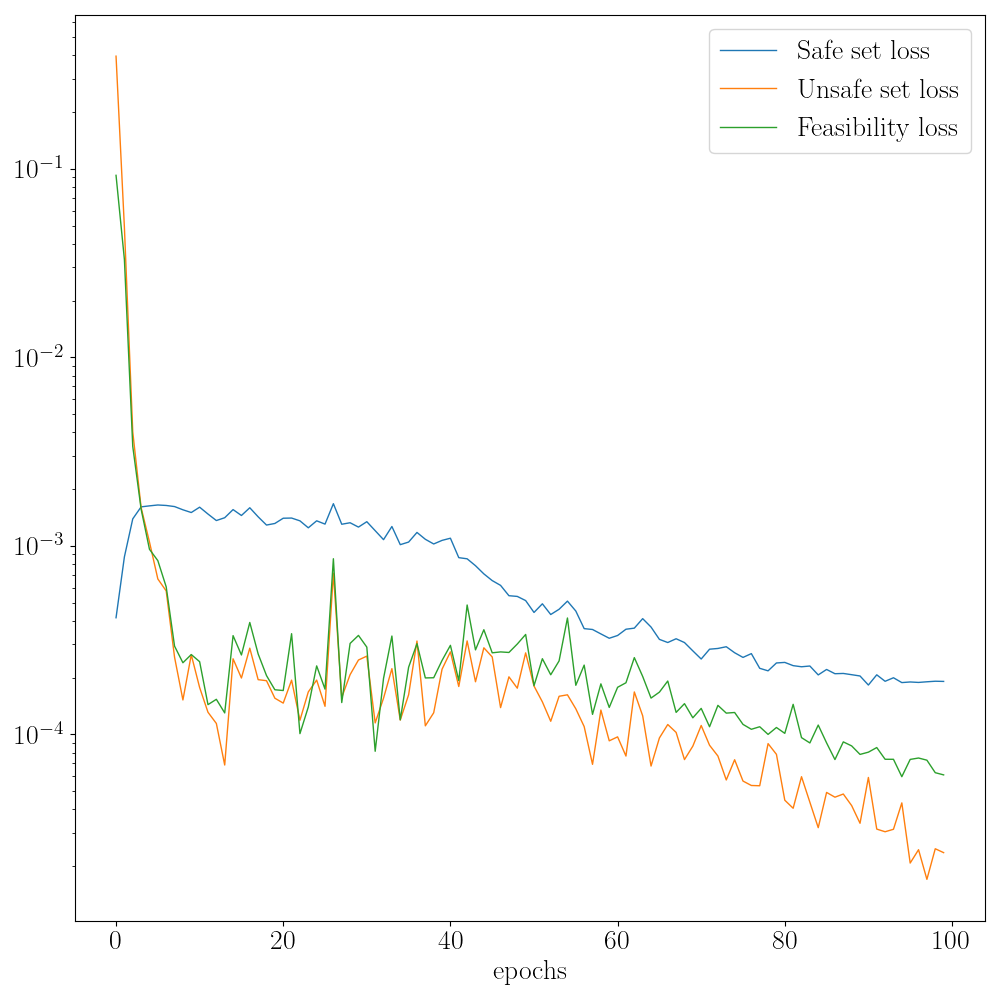 Safe set loss
Unsafe set loss
Feasibility loss
10⁻¹
10⁻²
10⁻³
10⁻⁴
0 20 40 60 80 100
epochs